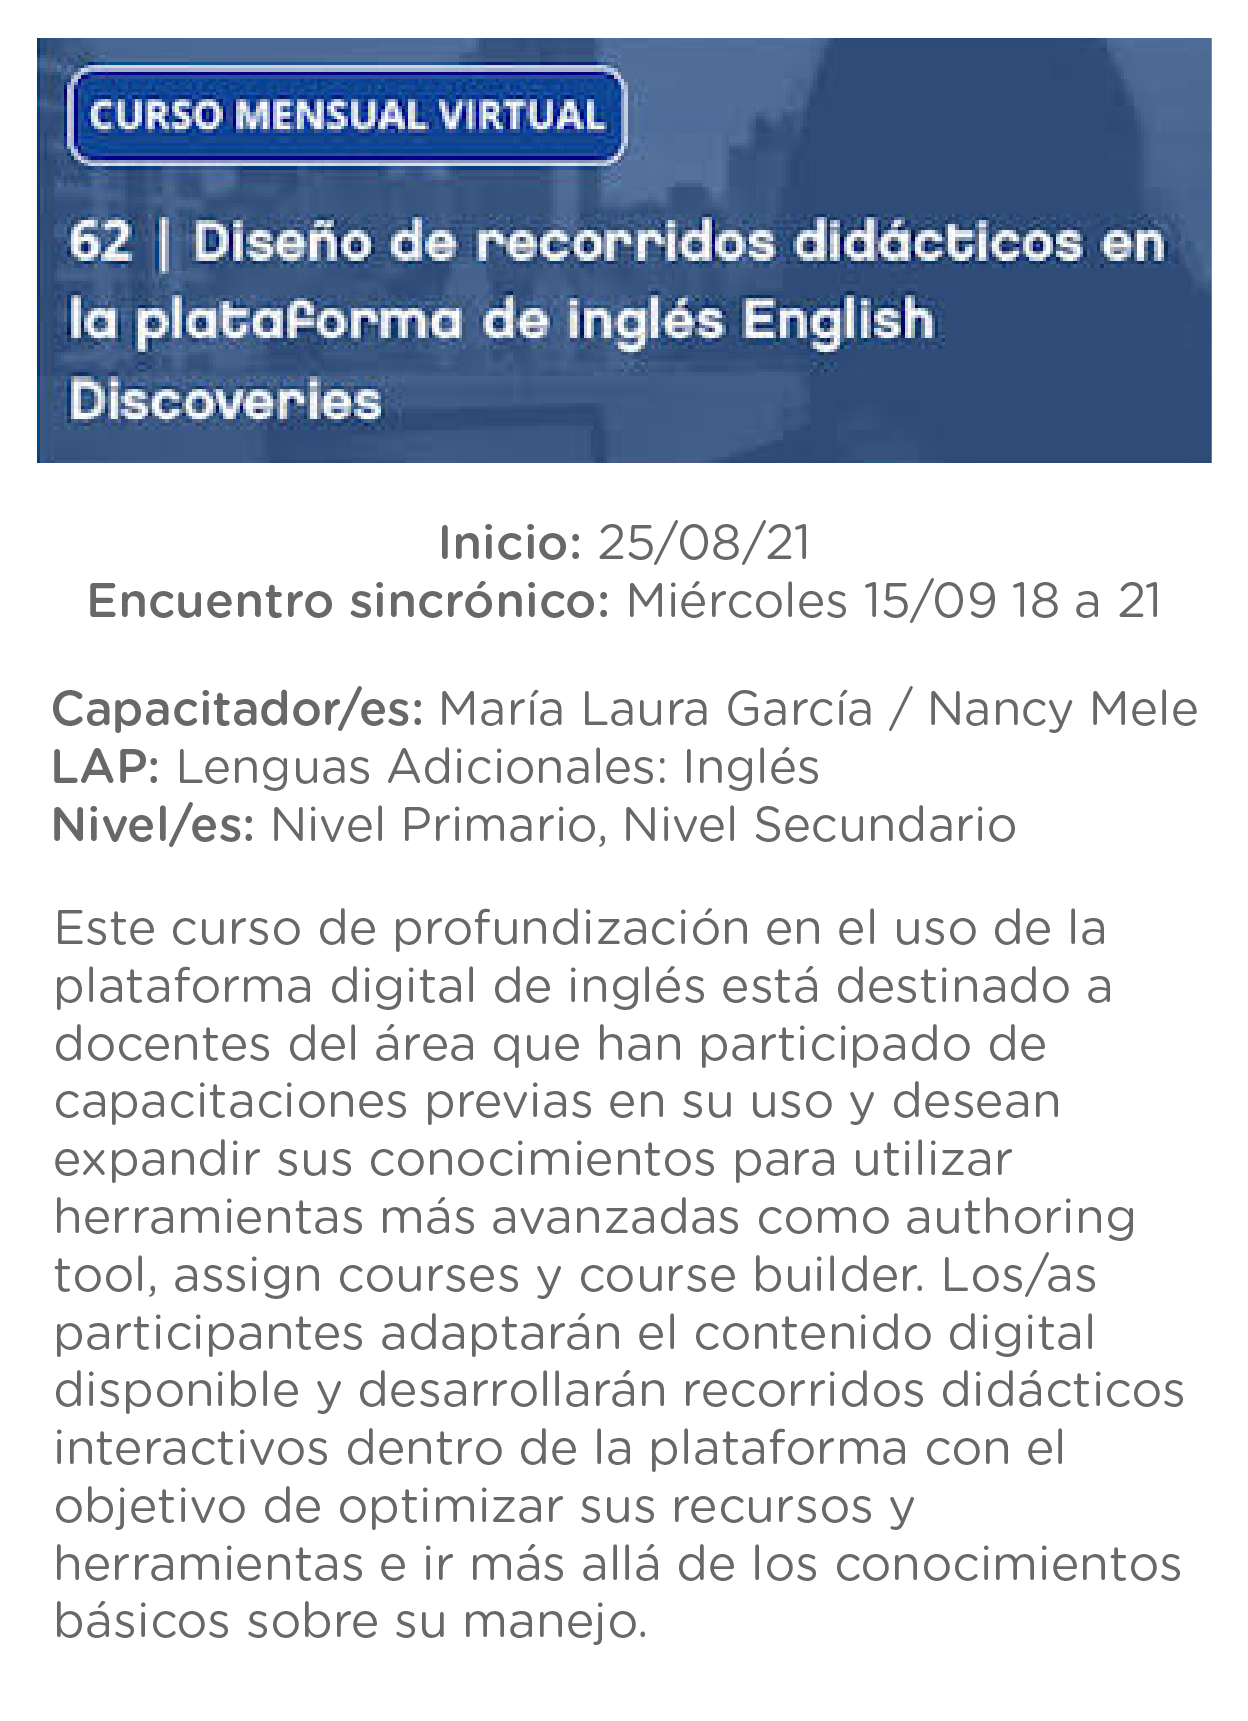 CURSO MENSUAL VIRTUAL
62 | Diseño de recorridos didácticos en
la plataforma de inglés English
Discoveries
Inicio: 25/08/21
Encuentro sincrónico: Miércoles 15/09 18 a 21
Capacitador/es: María Laura García / Nancy Mele
LAP: Lenguas Adicionales: Inglés
Nivel/es: Nivel Primario, Nivel Secundario
Este curso de profundización en el uso de la
plataforma digital de inglés está destinado a
docentes del área que han participado de
capacitaciones previas en su uso y desean
expandir sus conocimientos para utilizar
herramientas más avanzadas como authoring
tool, assign courses y course builder. Los/as
participantes adaptarán el contenido digital
disponible y desarrollarán recorridos didácticos
interactivos dentro de la plataforma con el
objetivo de optimizar sus recursos y
herramientas e ir más allá de los conocimientos
básicos sobre su manejo.